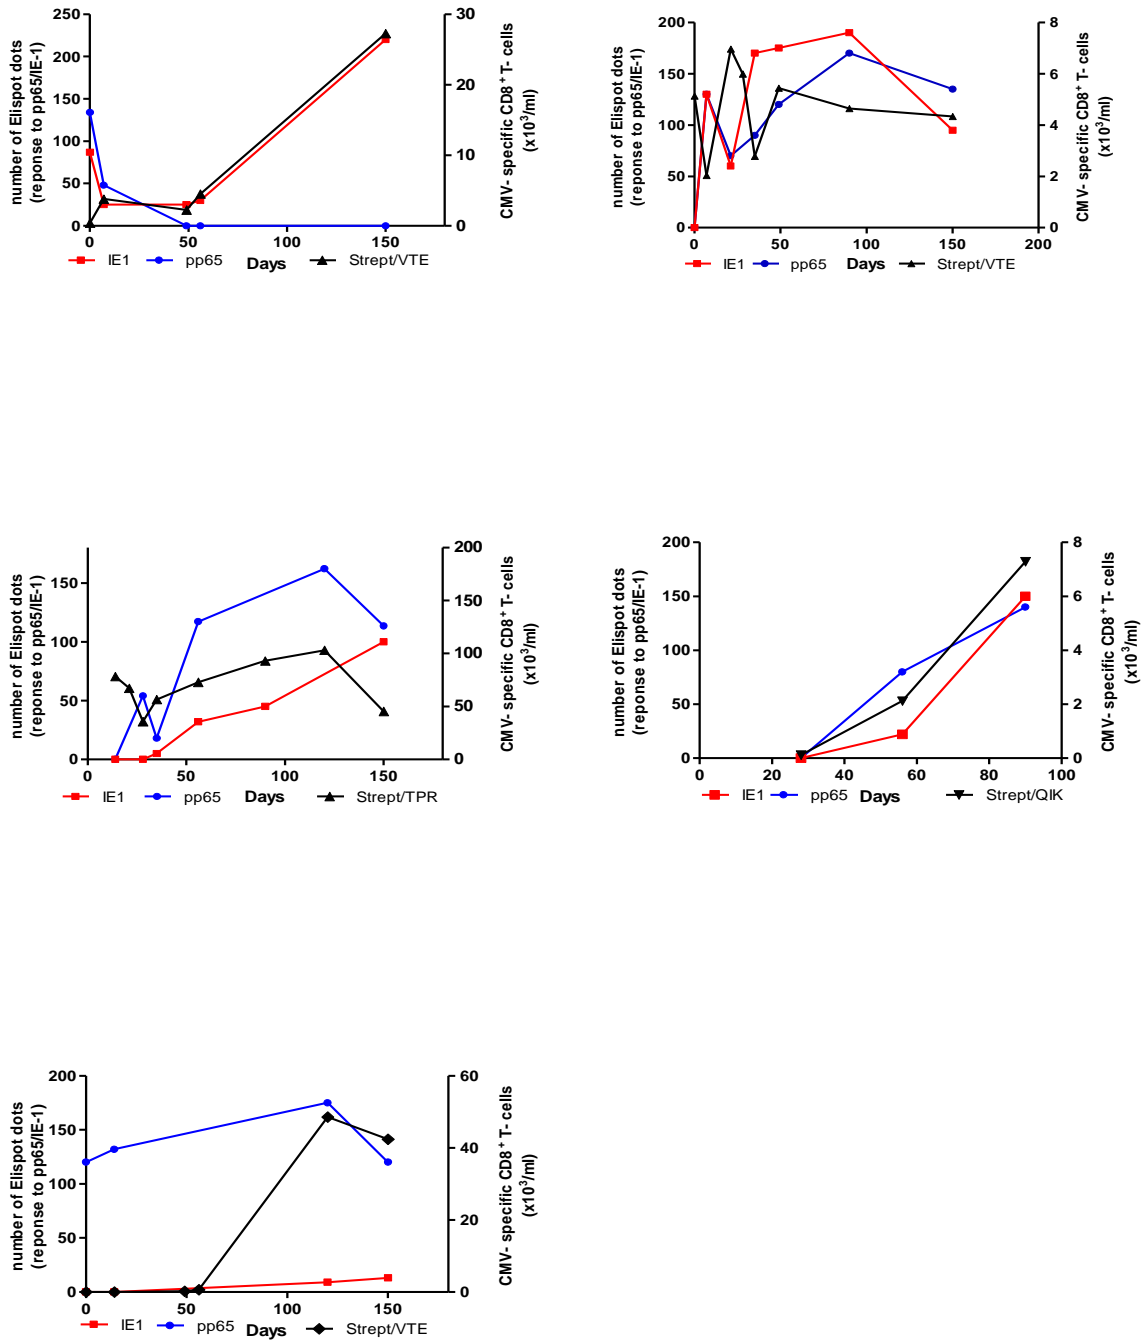 number of Elispot dots
(reponse to pp65/IE-1)
250
200
150
100
50
0
30
20
10
0
CMV- specific CD8+ T- cells
(x10³/ml)
0 50 100 150
IE1 pp65 Days Strept/VTE
number of Elispot dots
(reponse to pp65/IE-1)
200
150
100
50
0
8
6
4
2
0
CMV- specific CD8+ T- cells
(x10³/ml)
0 50 100 150 200
IE1 pp65 Days Strept/VTE
number of Elispot dots
(reponse to pp65/IE-1)
150
100
50
0
200
150
100
50
0
CMV- specific CD8+ T- cells
(x10³/ml)
0 50 100 150
IE1 pp65 Days Strept/TPR
number of Elispot dots
(reponse to pp65/IE-1)
200
150
100
50
0
8
6
4
2
0
CMV- specific CD8+ T- cells
(x10³/ml)
0 20 40 60 80 100
IE1 pp65 Days Strept/QIK
number of Elispot dots
(reponse to pp65/IE-1)
200
150
100
50
0
60
40
20
0
CMV- specific CD8+ T- cells
(x10³/ml)
0 50 100 150
IE1 pp65 Days Strept/VTE